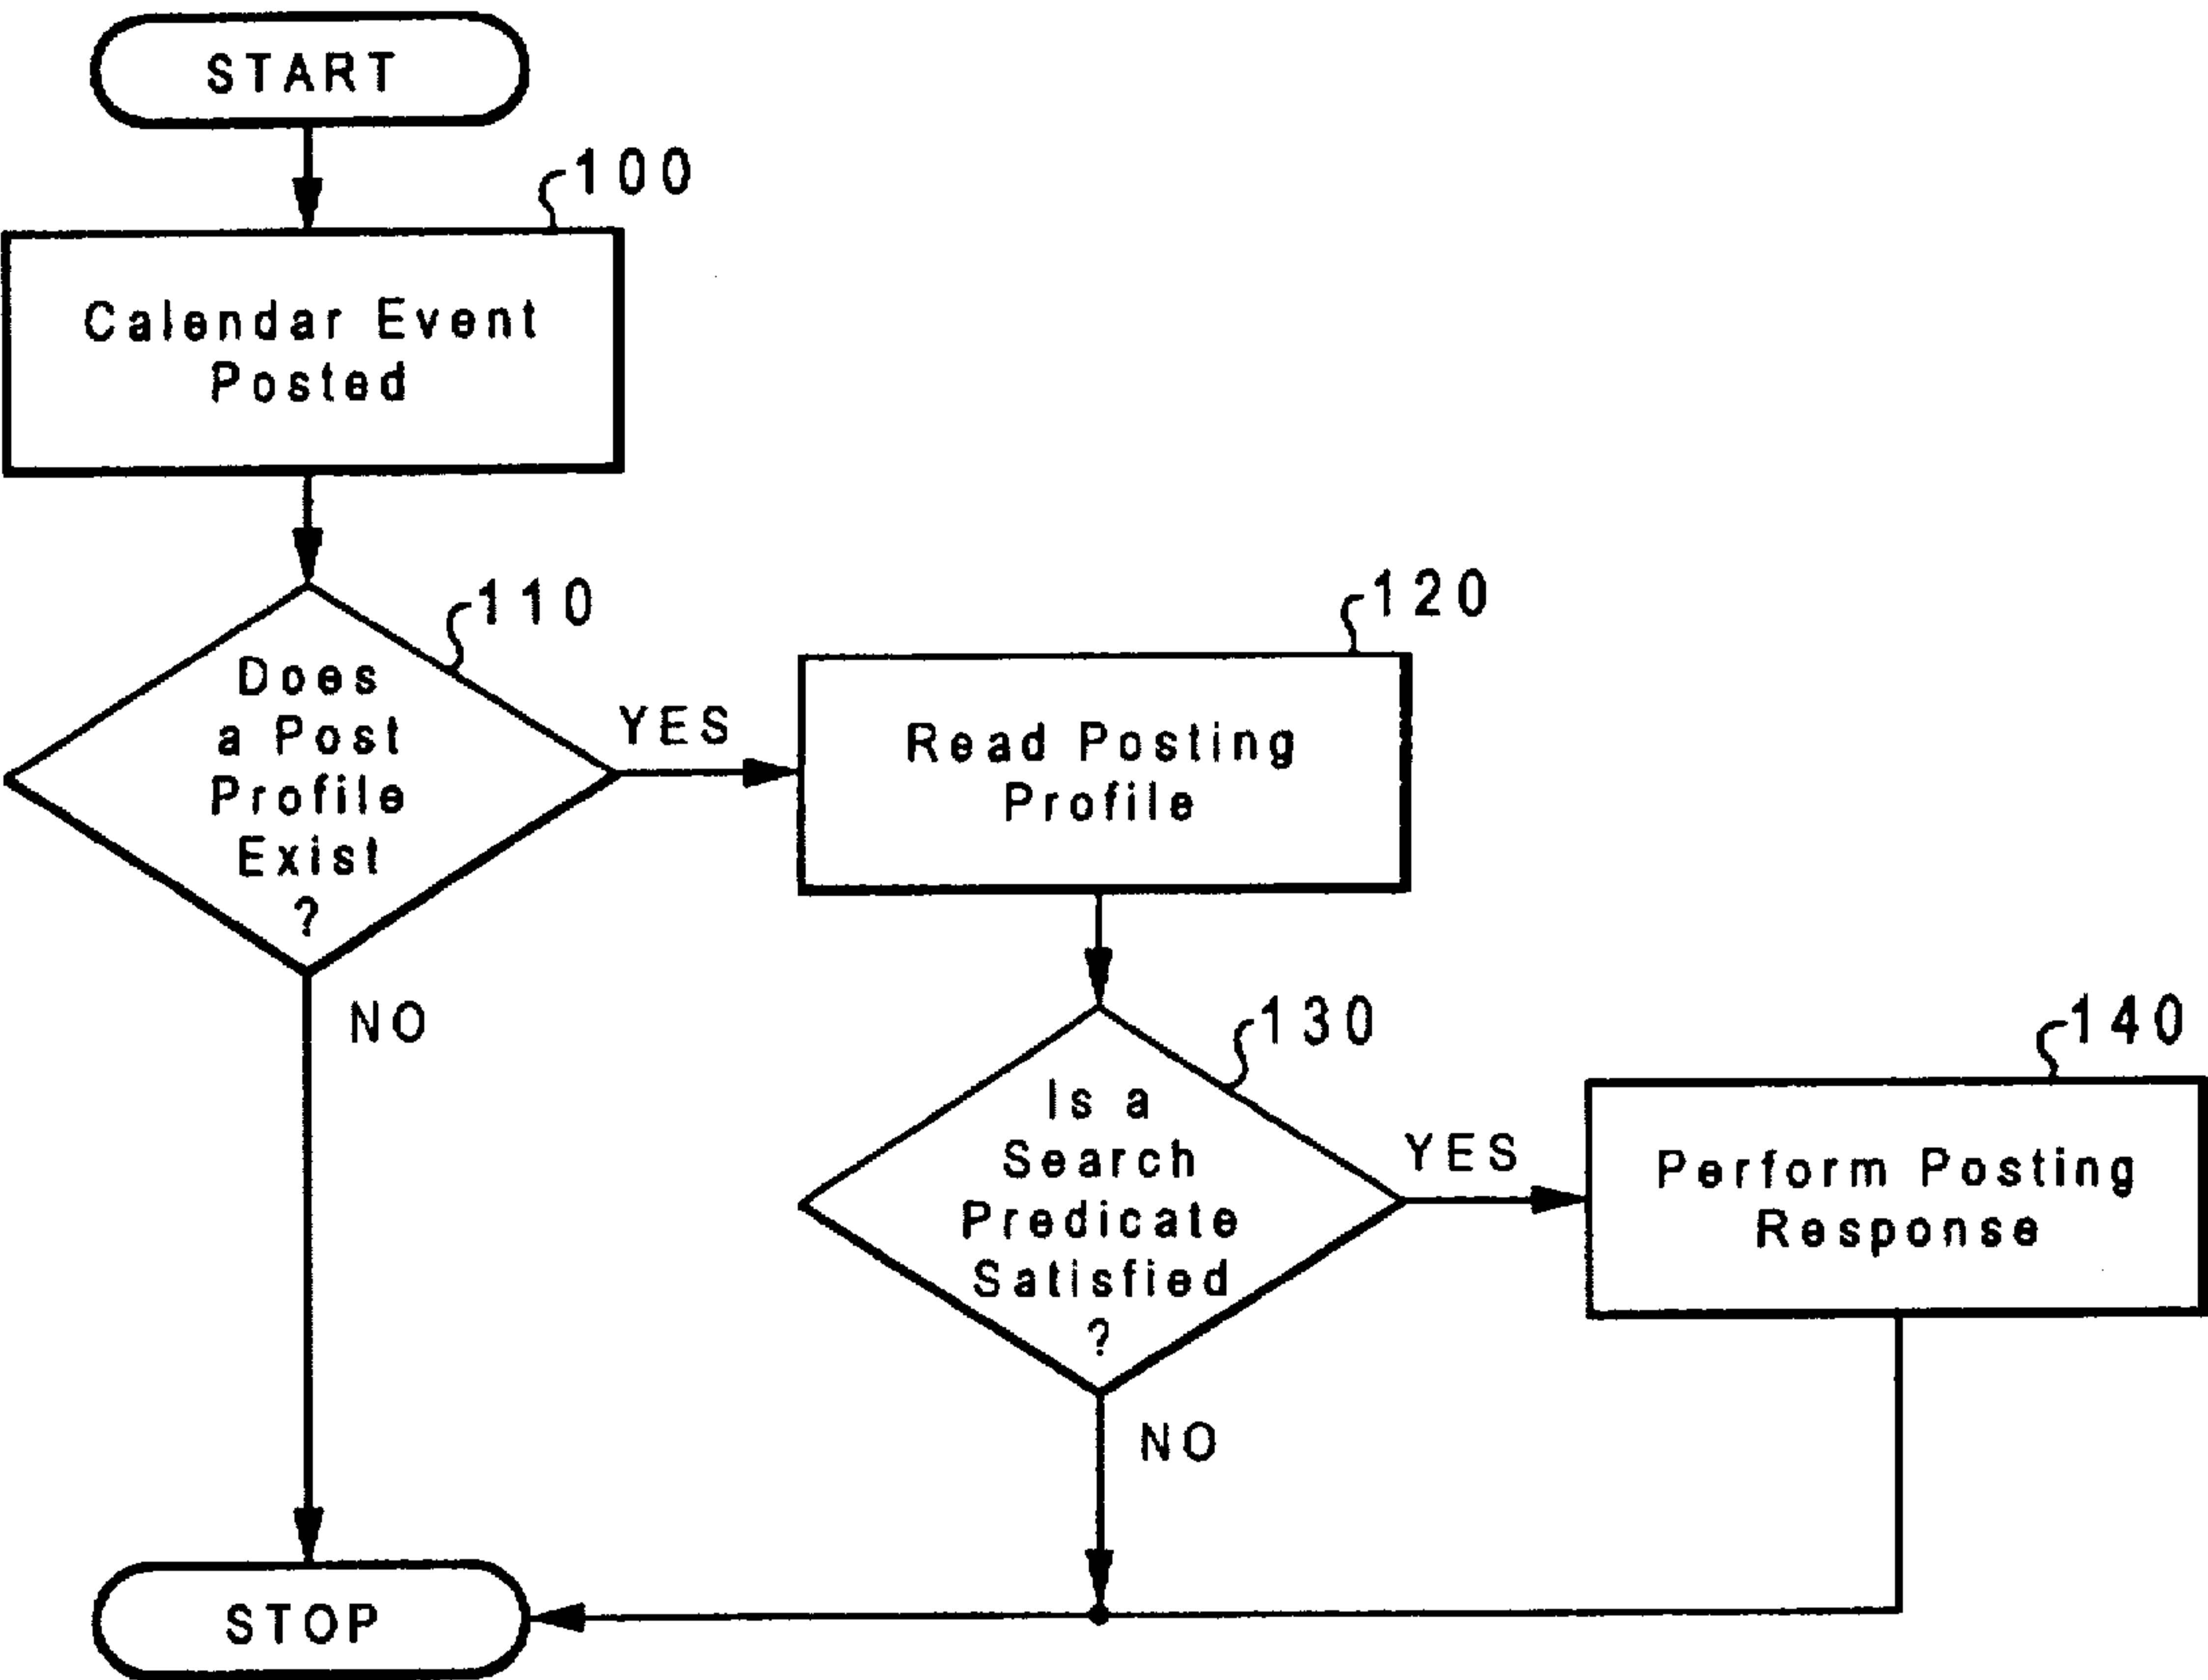 START
100
Calendar Event
Posted
110
Does
a Post
Profile
Exist
?
YES
NO
120
Read Posting
Profile
130
Is a
Search
Predicate
Satisfied
?
YES
NO
140
Perform Posting
Response
STOP